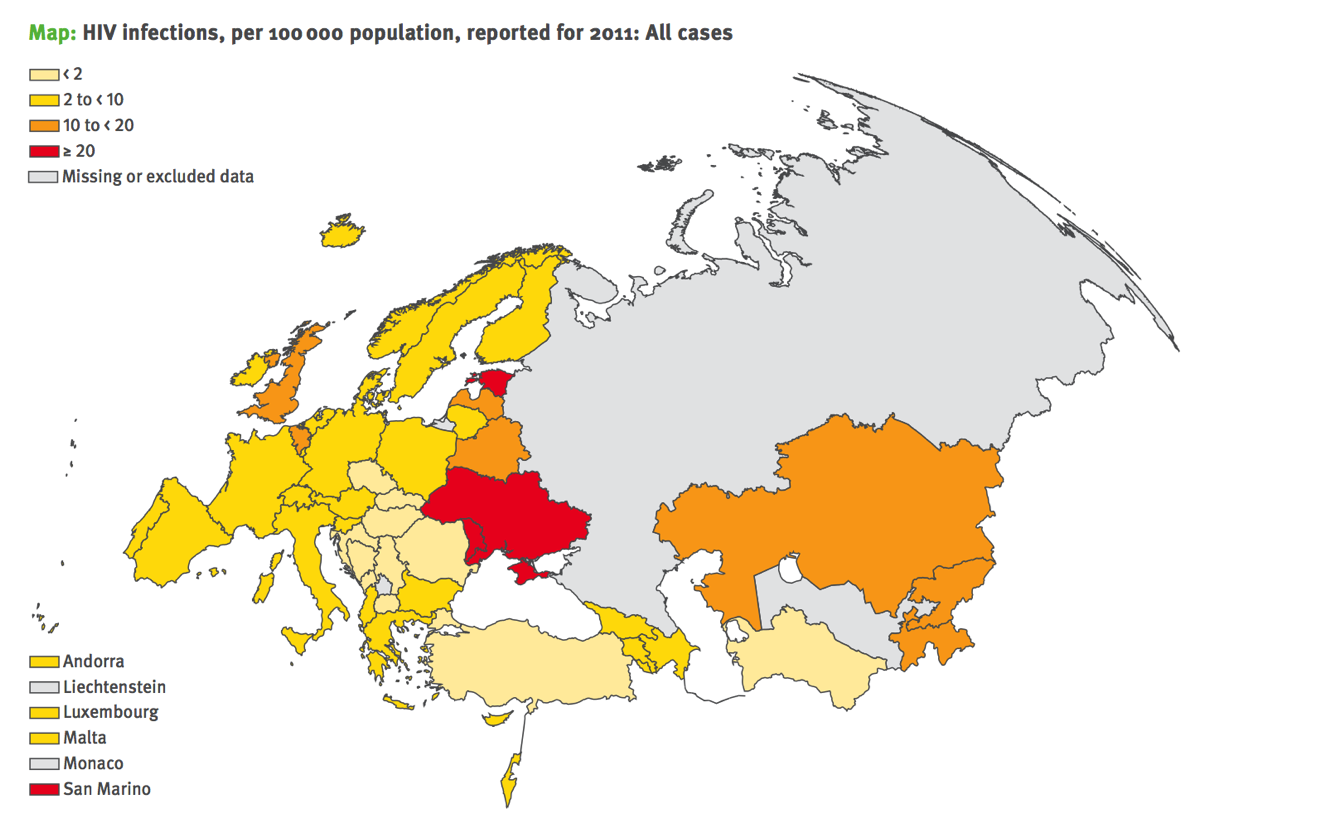 Map: HIV infections, per 100 000 population, reported for 2011: All cases
< 2
2 to < 10
10 to < 20
≥ 20
Missing or excluded data
Andorra
Liechtenstein
Luxembourg
Malta
Monaco
San Marino